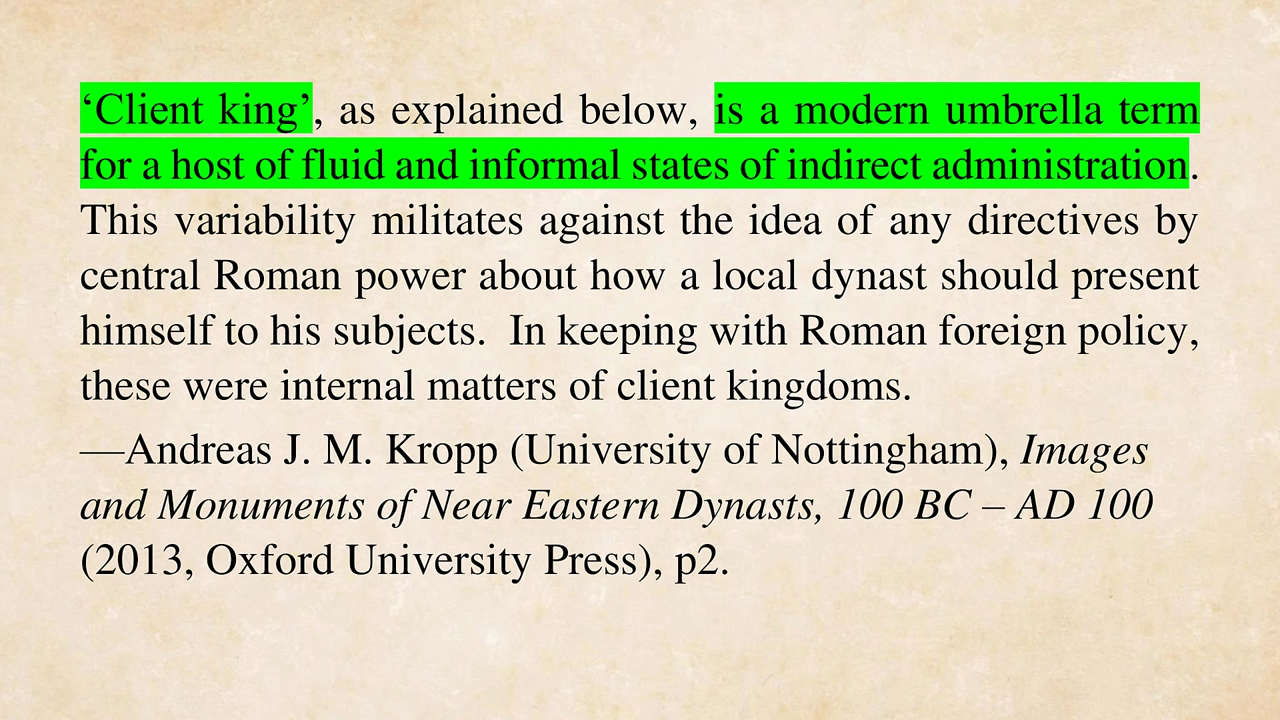 ‘Client king’, as explained below, is a modern umbrella term
for a host of fluid and informal states of indirect administration.
This variability militates against the idea of any directives by
central Roman power about how a local dynast should present
himself to his subjects.  In keeping with Roman foreign policy,
these were internal matters of client kingdoms.
—Andreas J. M. Kropp (University of Nottingham), Images
and Monuments of Near Eastern Dynasts, 100 BC – AD 100
(2013, Oxford University Press), p2.